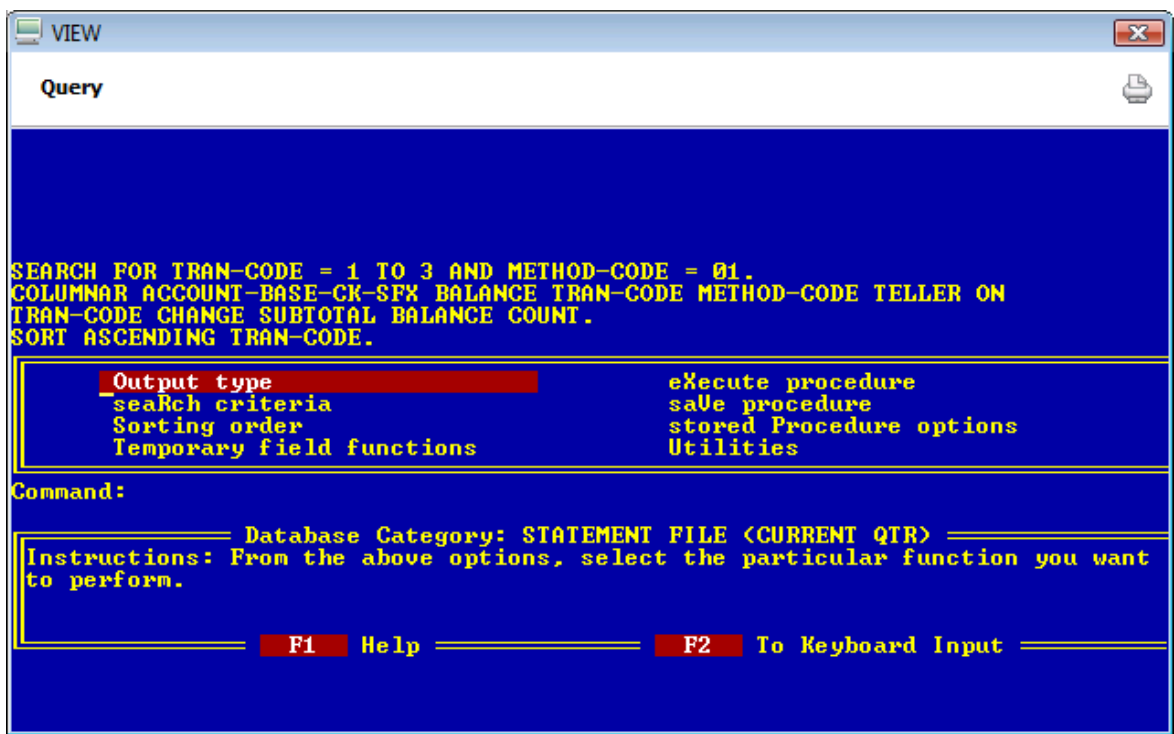 VIEW
Query
SEARCH FOR TRAN-CODE = 1 TO 3 AND METHOD-CODE = 01.
COLUMNAR ACCOUNT-BASE-CK-SFX BALANCE TRAN-CODE METHOD-CODE TELLER ON
TRAN-CODE CHANGE SUBTOTAL BALANCE COUNT.
SORT ASCENDING TRAN-CODE.
Output type eXecute procedure
seaRch criteria saVe procedure
Sorting order stored Procedure options
Temporary field functions Utilities
Command:
Database Category: STATEMENT FILE (CURRENT QTR)
Instructions: From the above options, select the particular function you want
to perform.
F1 Help F2 To Keyboard Input